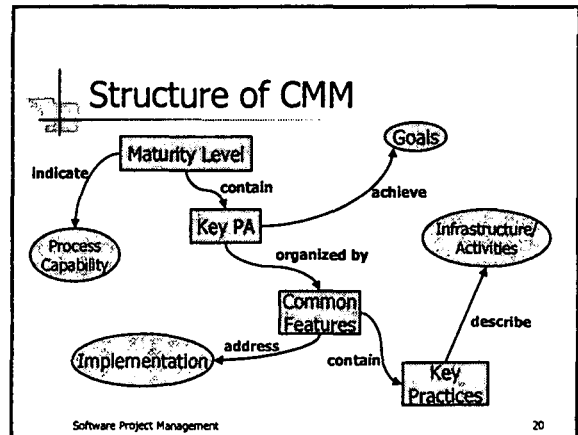 Structure of CMM
Goals
Maturity Level
indicate
contain
achieve
Key PA
Infrastructure/
Activities
Process
Capability
organized by
Common
Features
describe
address
Implementation
contain
Key
Practices
Software Project Management
20